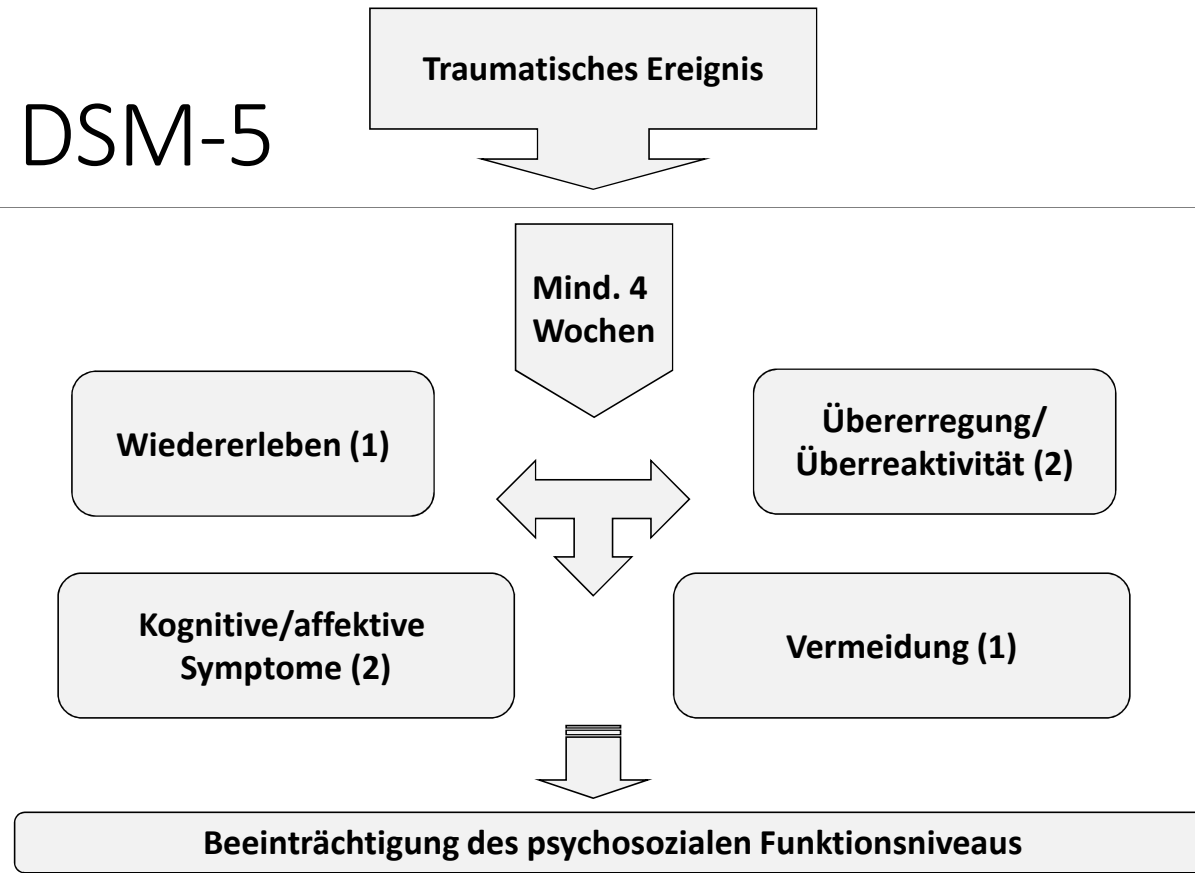 Traumatisches Ereignis
DSM-5
Mind. 4
Wochen
Wiedererleben (1)
Übererregung/
Überreaktivität (2)
Kognitive/affektive
Symptome (2)
Vermeidung (1)
Beeinträchtigung des psychosozialen Funktionsniveaus